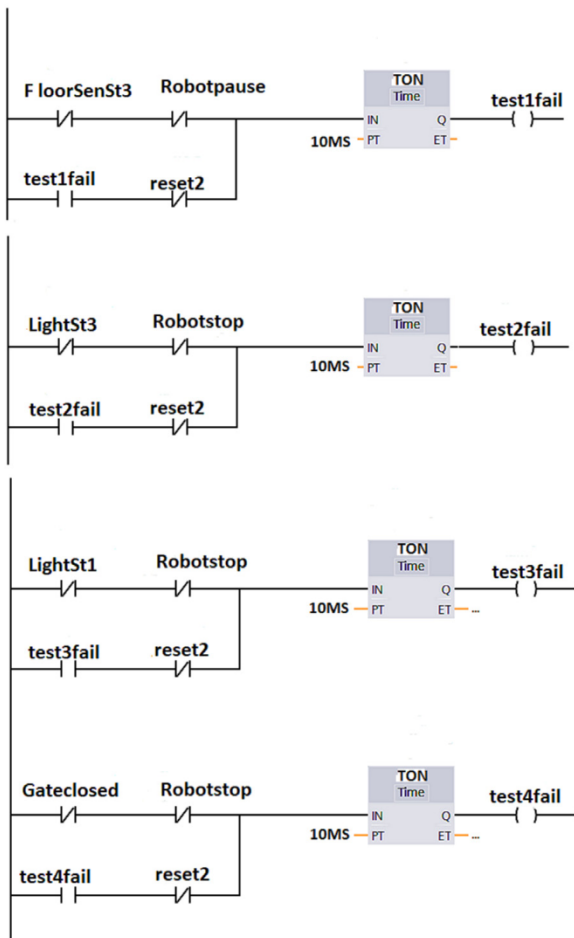 F loorSenSt3 Robotpause TON
Time test1fail
IN Q
10MS PT ET
test1fail reset2
LightSt3 Robotstop TON
Time test2fail
IN Q
10MS PT ET
test2fail reset2
LightSt1 Robotstop TON
Time test3fail
IN Q
10MS PT ET ...
test3fail reset2
Gateclosed Robotstop TON
Time test4fail
IN Q
10MS PT ET ...
test4fail reset2